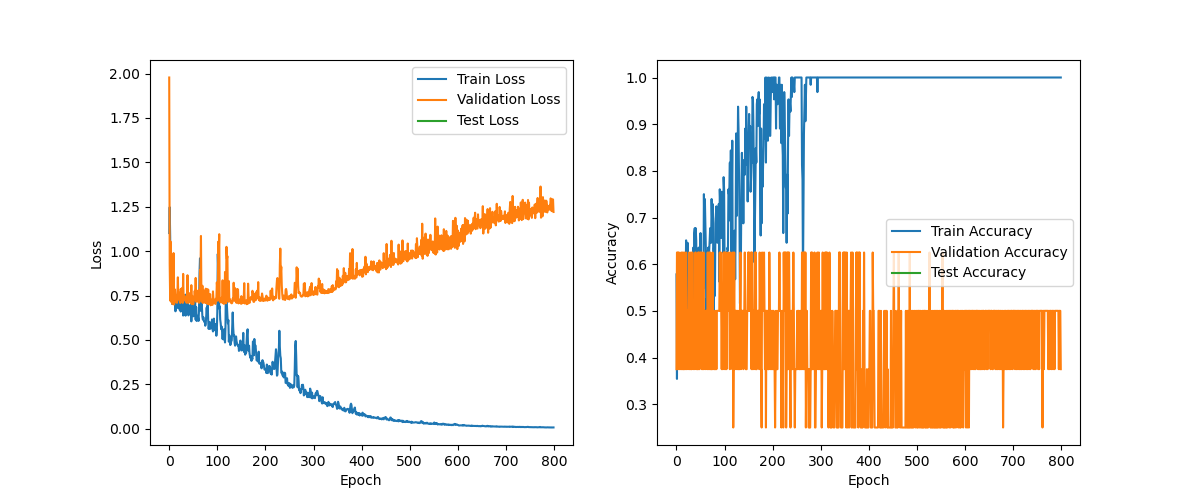 2.00
1.75
1.50
1.25
1.00
0.75
0.50
0.25
0.00
Loss
0 100 200 300 400 500 600 700 800
Epoch
Train Loss
Validation Loss
Test Loss
1.0
0.9
0.8
0.7
0.6
0.5
0.4
0.3
Accuracy
0 100 200 300 400 500 600 700 800
Epoch
Train Accuracy
Validation Accuracy
Test Accuracy